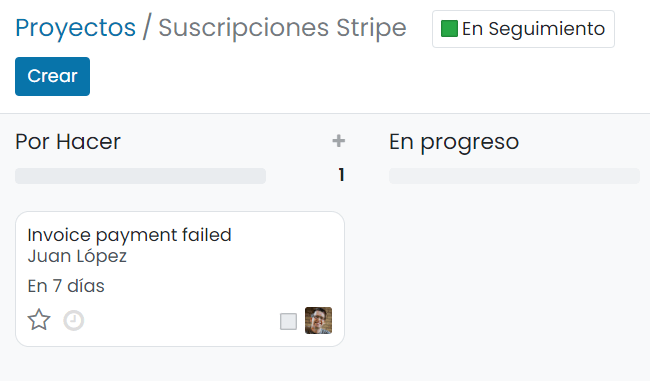 Proyectos / Suscripciones Stripe
En Seguimiento
Crear
Por Hacer
1
En progreso
Invoice payment failed
Juan López
En 7 días